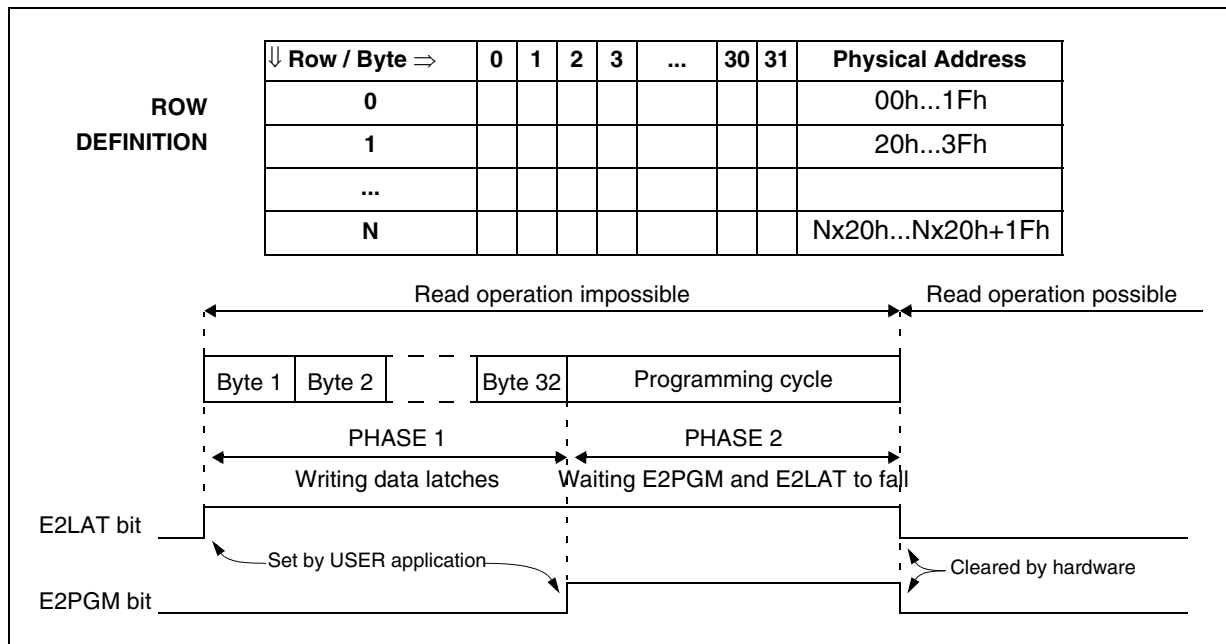 ⇓ Row / Byte ⇒ 0 1 2 3 ... 30 31 Physical Address
ROW DEFINITION
0 00h...1Fh
1 20h...3Fh
...
N Nx20h...Nx20h+1Fh
Read operation impossible Read operation possible
Byte 1 Byte 2 Byte 32 Programming cycle
PHASE 1 PHASE 2
Writing data latches Waiting E2PGM and E2LAT to fall
E2LAT bit
Set by USER application Cleared by hardware
E2PGM bit